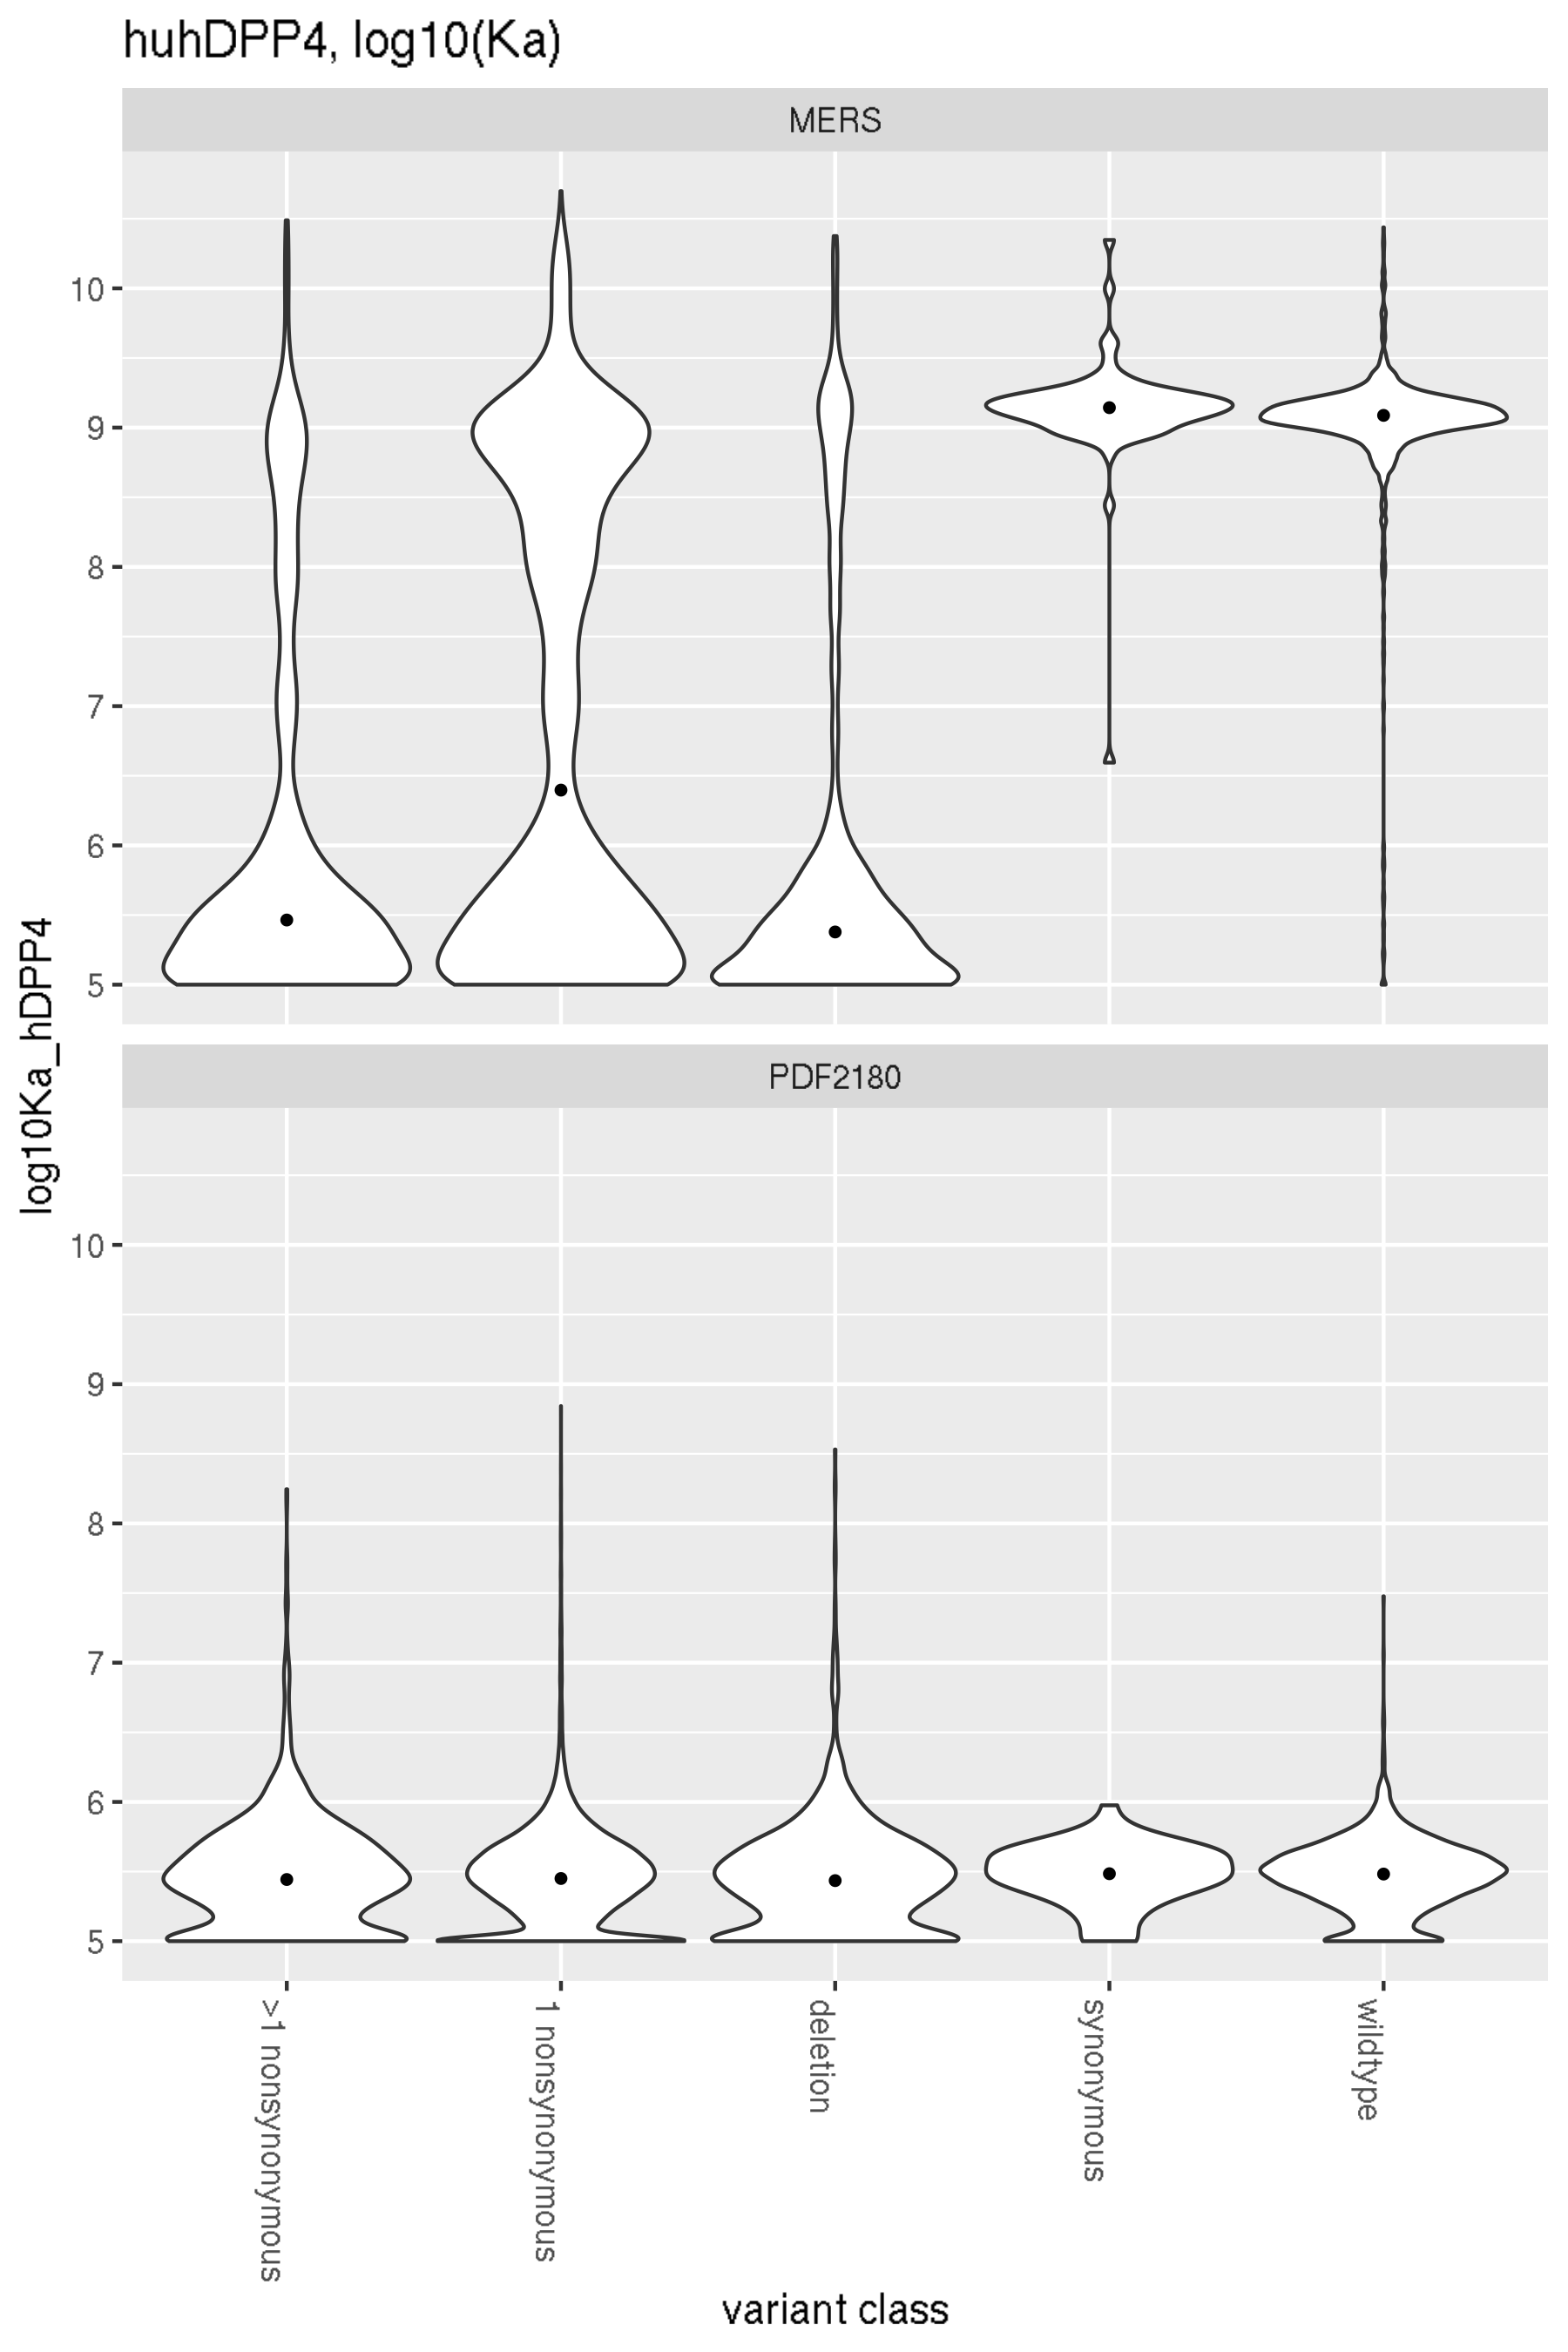 huhDPP4, log10(Ka)
MERS
10
9
8
7
6
5
log10Ka_hDPP4
PDF2180
10
9
8
7
6
5
>1 nonsynonymous
1 nonsynonymous
deletion
synonymous
wildtype
variant class